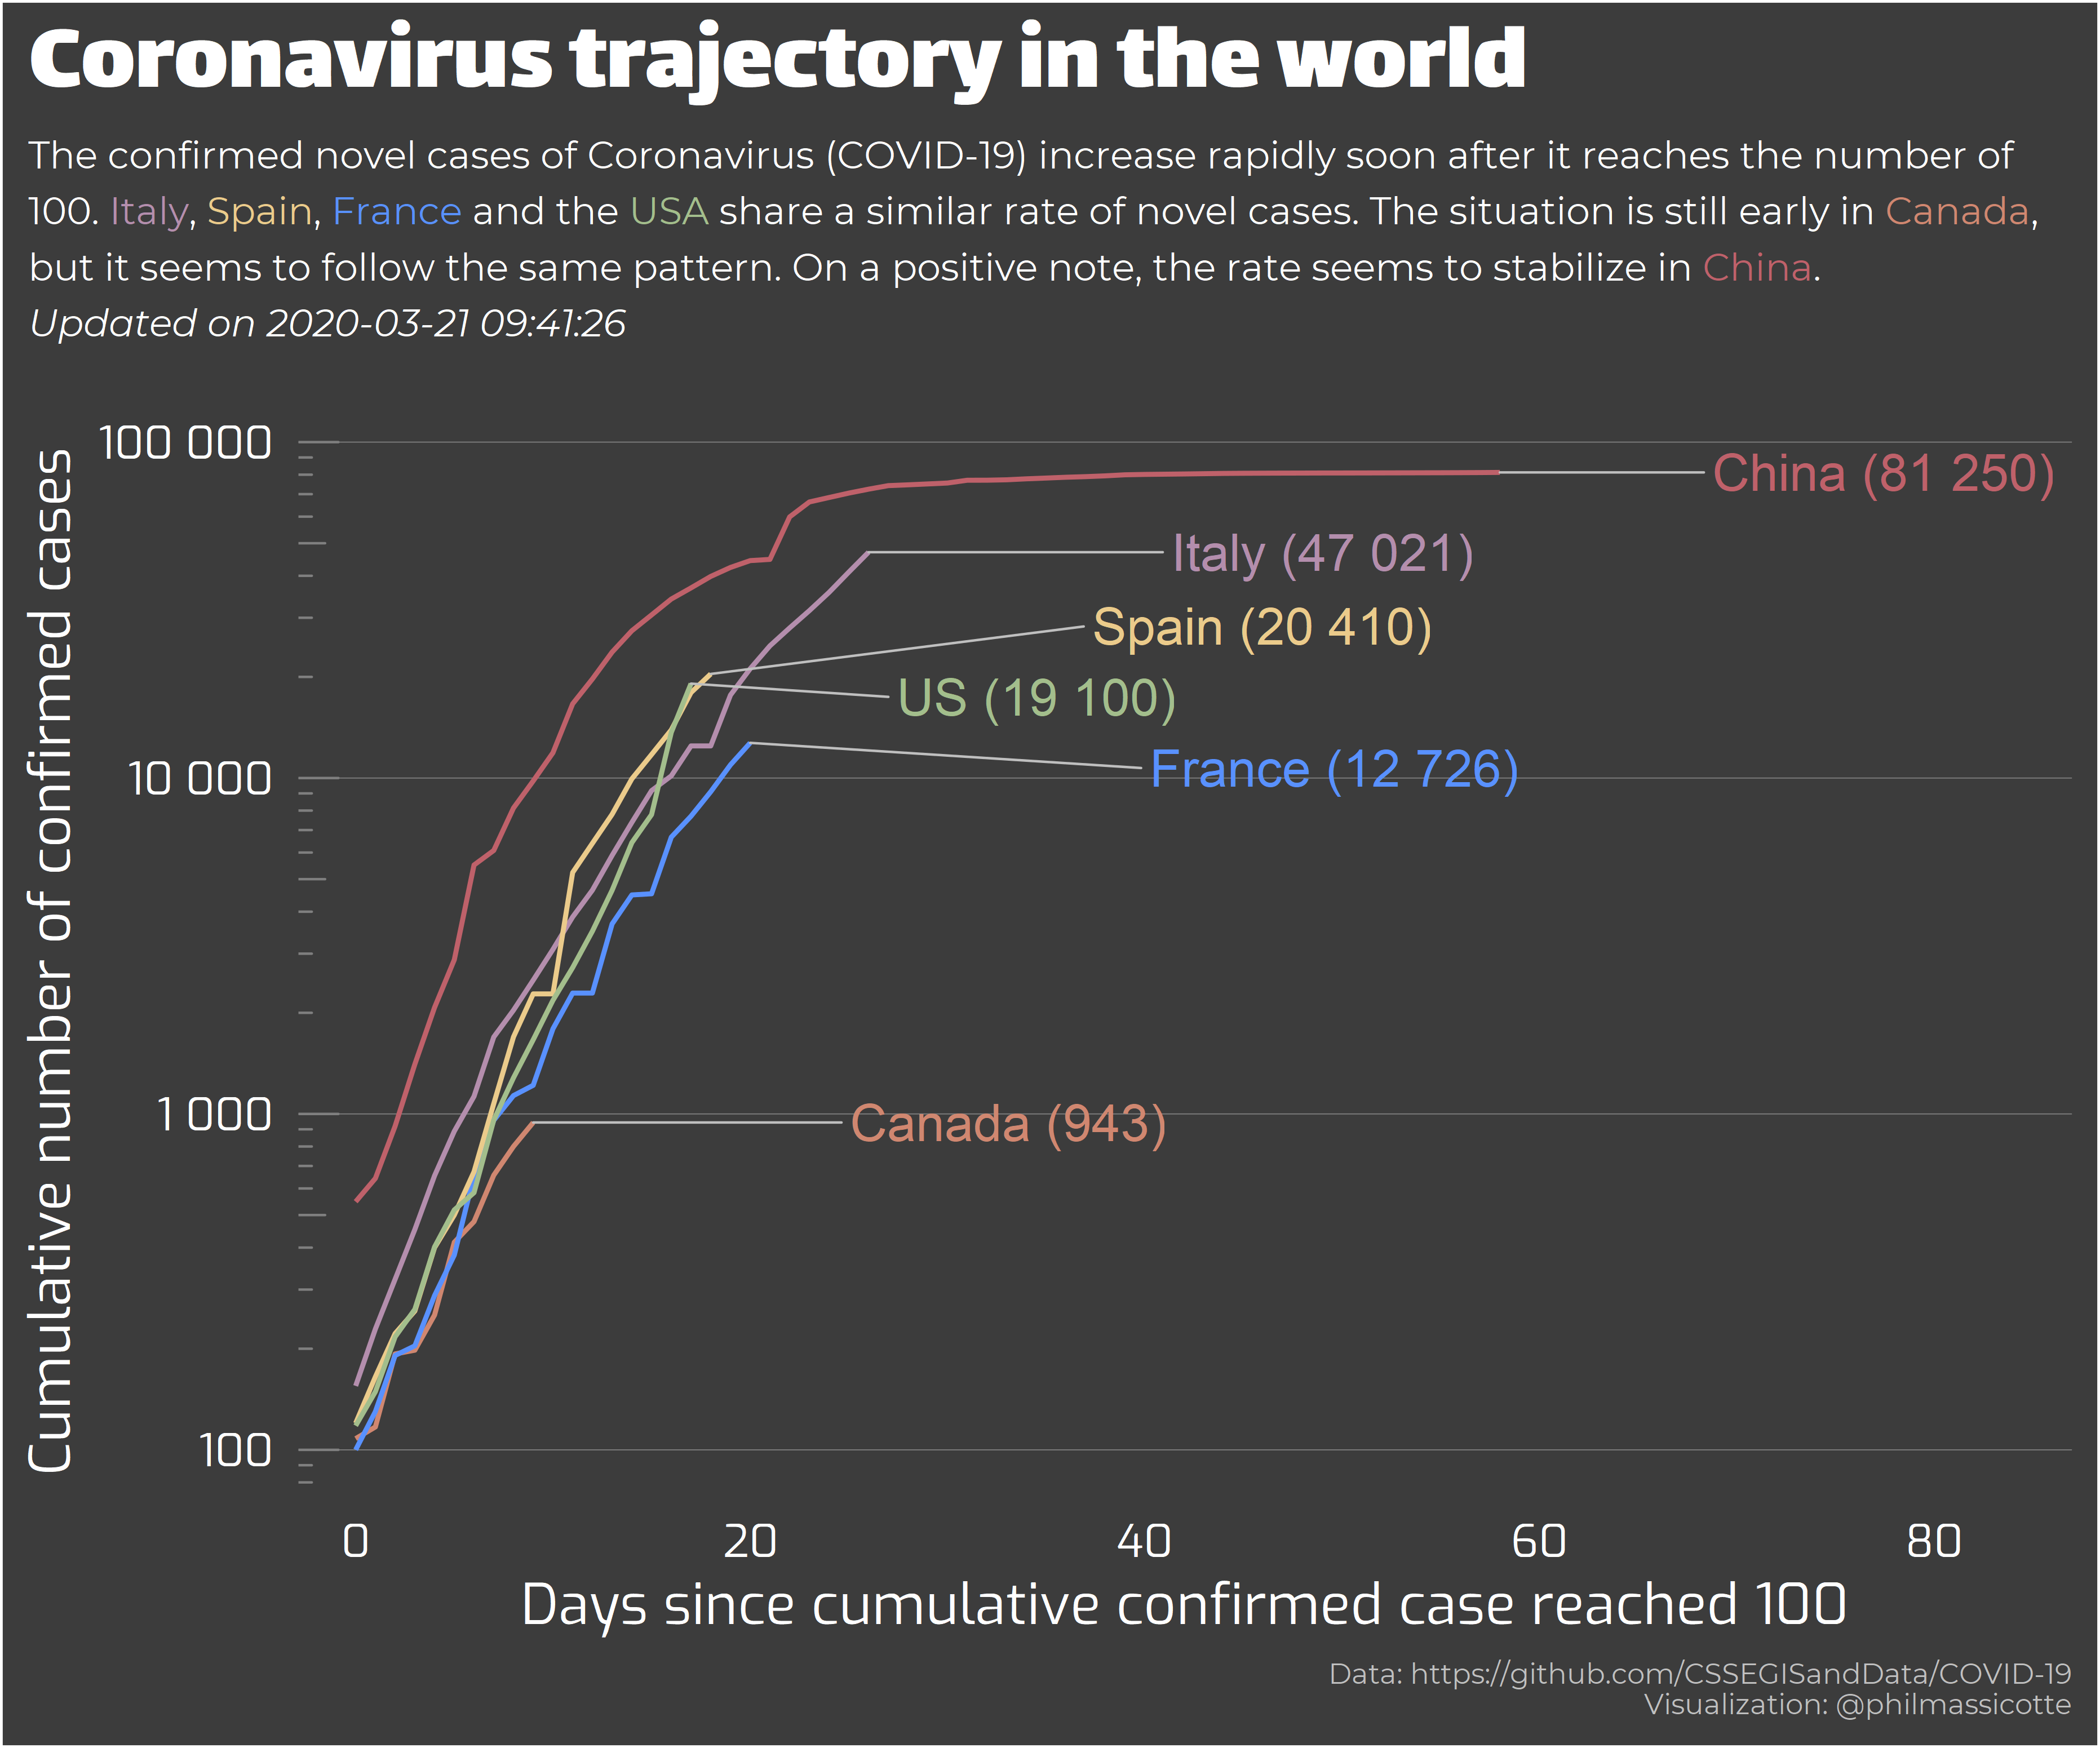 Coronavirus trajectory in the world
The confirmed novel cases of Coronavirus (COVID-19) increase rapidly soon after it reaches the number of
100. Italy, Spain, France and the USA share a similar rate of novel cases. The situation is still early in Canada,
but it seems to follow the same pattern. On a positive note, the rate seems to stabilize in China.
Updated on 2020-03-21 09:41:26
Cumulative number of confirmed cases
100 000
10 000
1 000
100
China (81 250)
Italy (47 021)
Spain (20 410)
US (19 100)
France (12 726)
Canada (943)
0 20 40 60 80
Days since cumulative confirmed case reached 100
Data: https://github.com/CSSEGISandData/COVID-19
Visualization: @philmassicotte